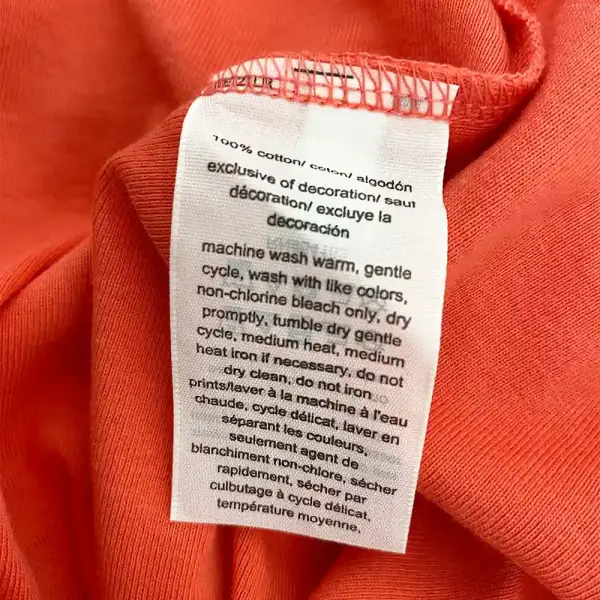 100% cotton/ coton/ algodón
exclusive of decoration/ sauf
décoration/ excluye la
decoración
machine wash warm, gentle
cycle, wash with like colors,
non-chlorine bleach only, dry
promptly, tumble dry gentle
cycle, medium heat, medium
heat iron if necessary, do not
dry clean, do not iron
prints/laver à la machine à l'eau
chaude, cycle délicat, laver en
séparant les couleurs,
seulement agent de
blanchiment non-chlore, sécher
rapidement, sécher par
culbutage à cycle délicat,
température moyenne,